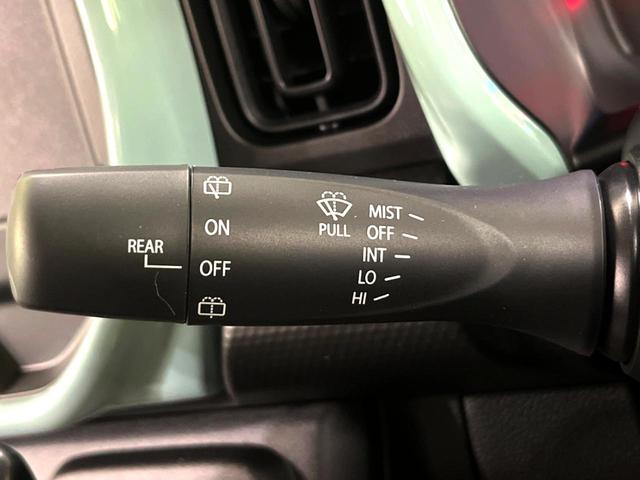 REAR
ON
OFF
PULL
MIST
OFF
INT
LO
HI